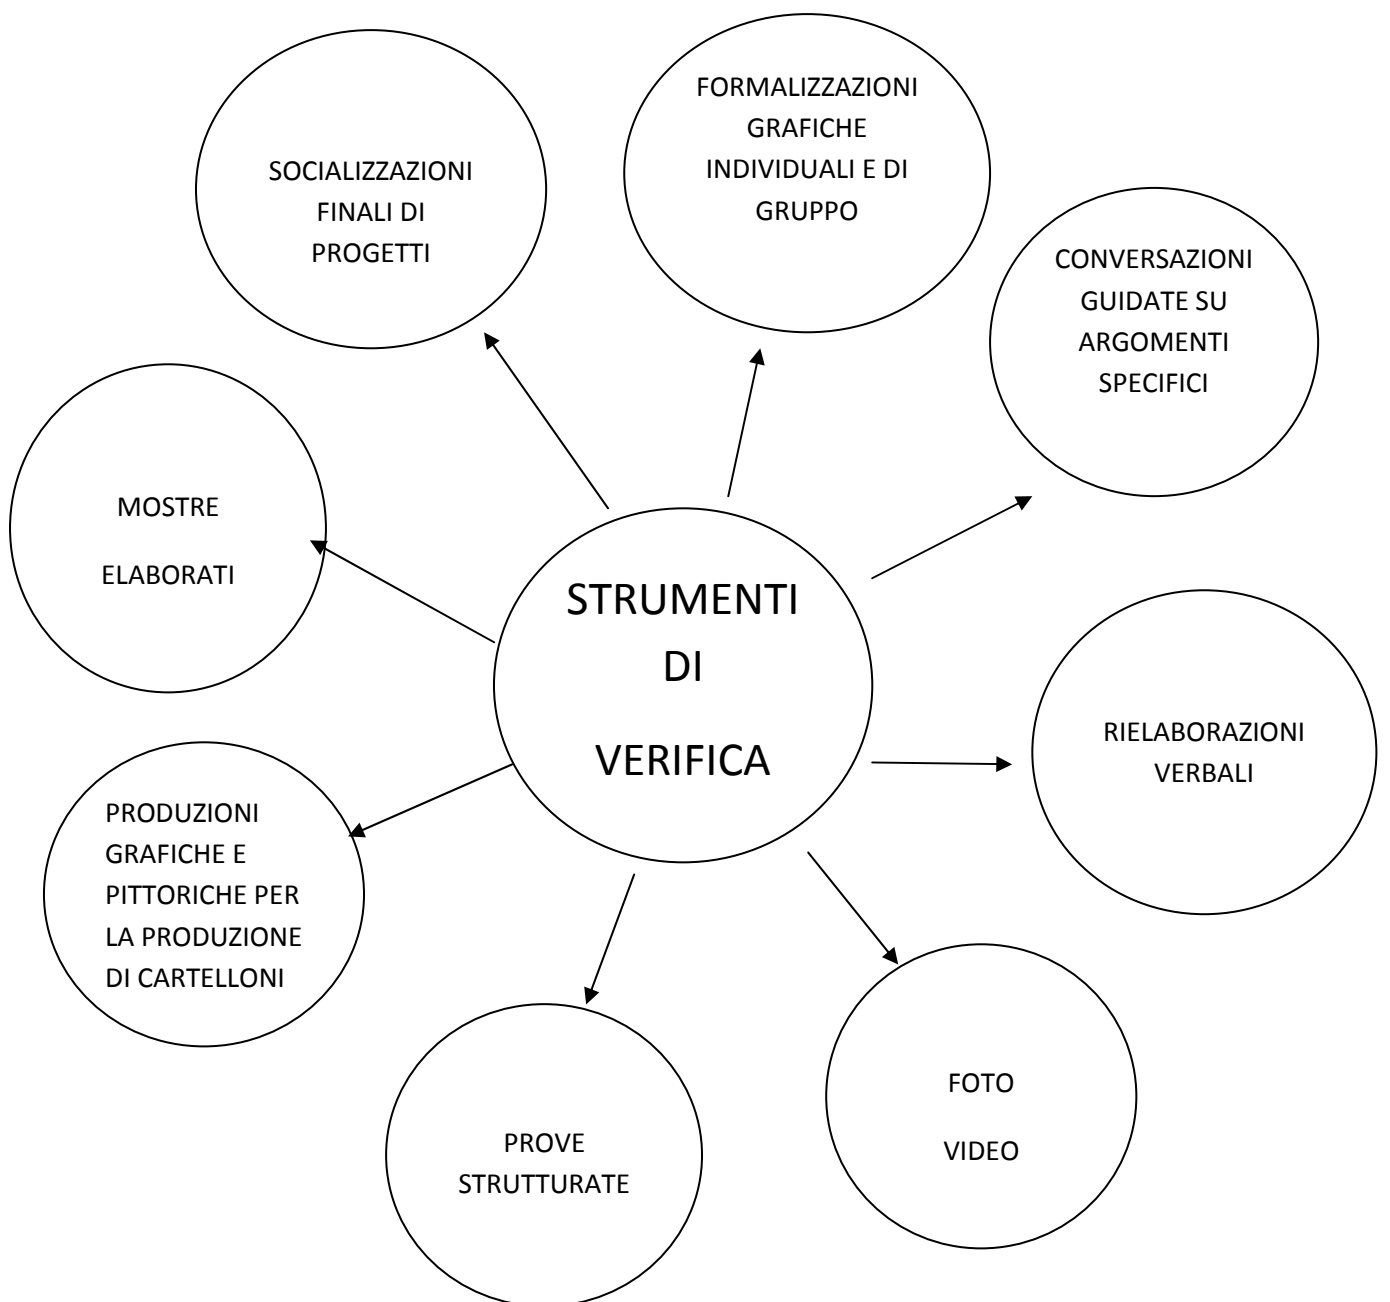 FORMALIZZAZIONI
GRAFICHE
INDIVIDUALI E DI
GRUPPO
SOCIALIZZAZIONI
FINALI DI
PROGETTI
CONVERSAZIONI
GUIDATE SU
ARGOMENTI
SPECIFICI
MOSTRE
ELABORATI
STRUMENTI
DI
VERIFICA
RIELABORAZIONI
VERBALI
PRODUZIONI
GRAFICHE E
PITTORICHE PER
LA PRODUZIONE
DI CARTELLONI
FOTO
VIDEO
PROVE
STRUTTURATE